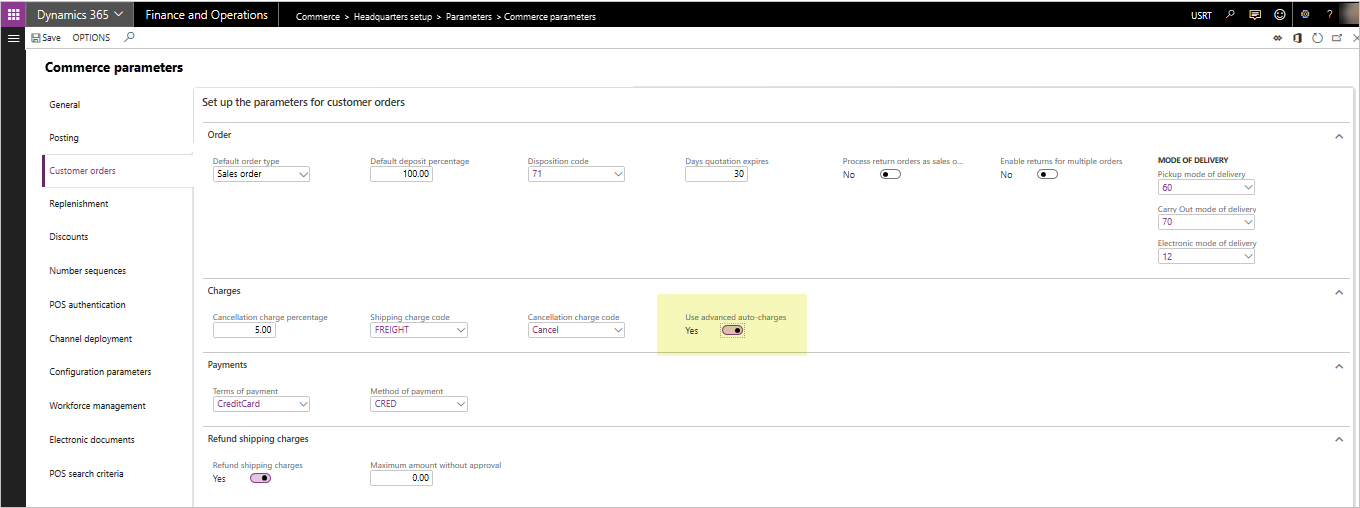 Dynamics 365 Finance and Operations Commerce > Headquarters setup > Parameters > Commerce parameters USRT ?
Save OPTIONS
Commerce parameters
General
Posting
Customer orders
Replenishment
Discounts
Number sequences
POS authentication
Channel deployment
Configuration parameters
Workforce management
Electronic documents
POS search criteria
Set up the parameters for customer orders
Order
Default order type Default deposit percentage Disposition code Days quotation expires Process return orders as sales o... Enable returns for multiple orders MODE OF DELIVERY
Sales order 100.00 71 30 No No
Pickup mode of delivery
60
Carry Out mode of delivery
70
Electronic mode of delivery
12
Charges
Cancellation charge percentage Shipping charge code Cancellation charge code Use advanced auto-charges
5.00 FREIGHT Cancel Yes
Payments
Terms of payment Method of payment
CreditCard CRED
Refund shipping charges
Refund shipping charges Maximum amount without approval
Yes 0.00